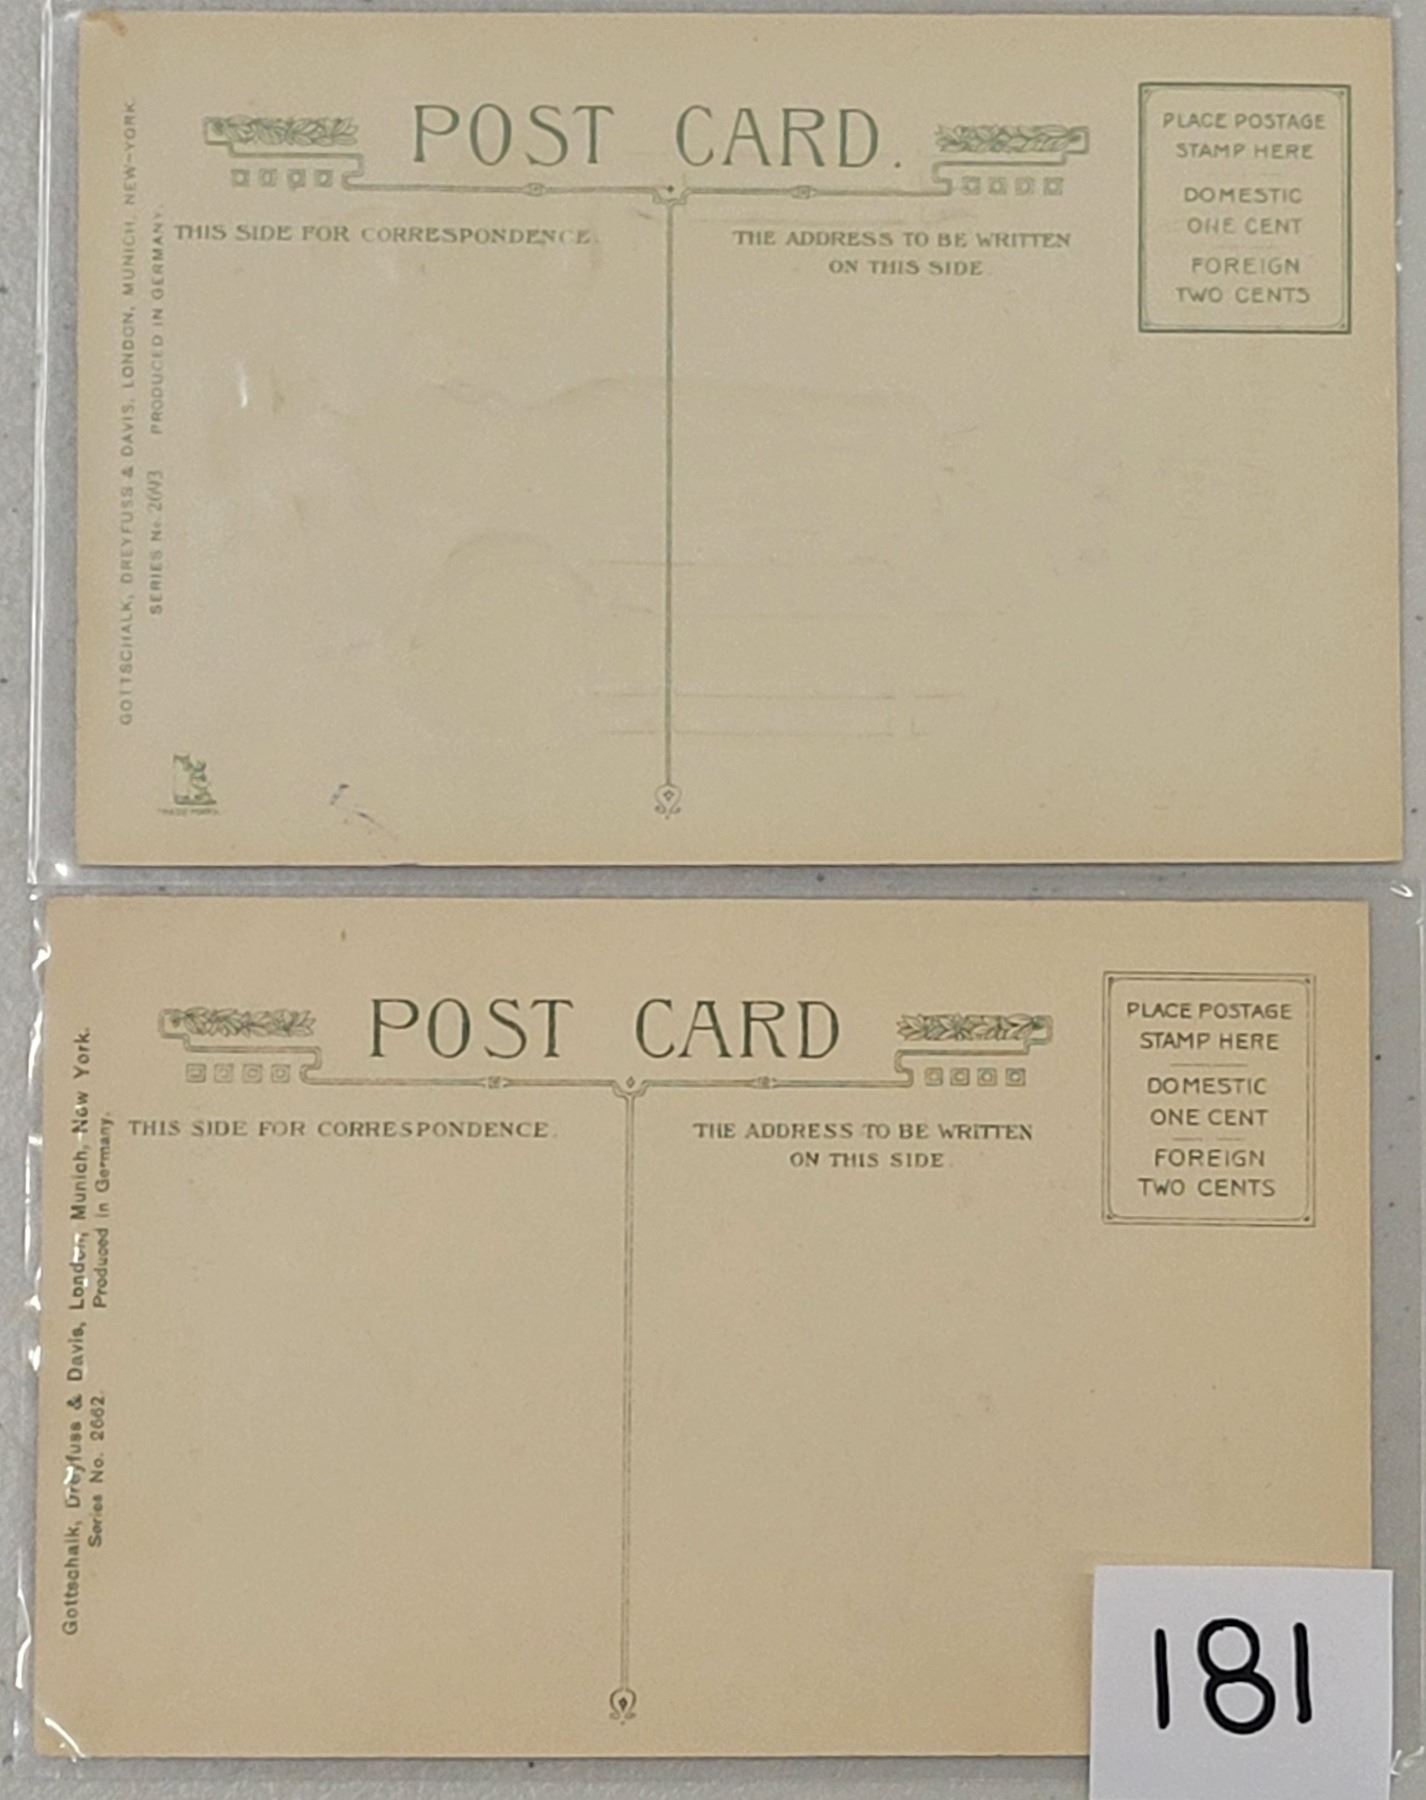 POST CARD.
PLACE POSTAGE
STAMP HERE
DOMESTIC
ONE CENT
FOREIGN
TWO CENTS
THIS SIDE FOR CORRESPONDENCE.
THE ADDRESS TO BE WRITTEN
ON THIS SIDE
GOTTSCHALK, DREYFUSS & DAVIS, LONDON, MUNICH, NEW-YORK.
SERIES No. PRODUCED IN GERMANY.
TRADE MARK
POST CARD
PLACE POSTAGE
STAMP HERE
DOMESTIC
ONE CENT
FOREIGN
TWO CENTS
THIS SIDE FOR CORRESPONDENCE.
THE ADDRESS TO BE WRITTEN
ON THIS SIDE.
Gottschalk, Dreyfuss & Davis, London, Munich, New York.
Series No. 2662. Produced in Germany.
181